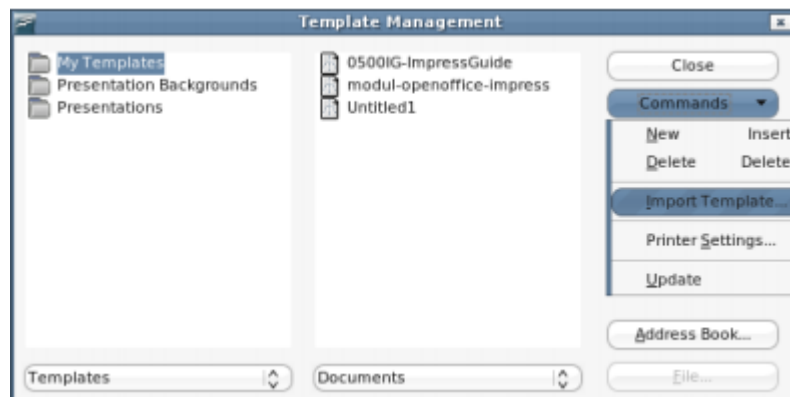 Template Management
My Templates
Presentation Backgrounds
Presentations
0500IG-ImpressGuide
modul-openoffice-impress
Untitled1
Close
Commands
New Insert
Delete Delete
Import Template...
Printer Settings...
Update
Address Book...
Templates
Documents
File...